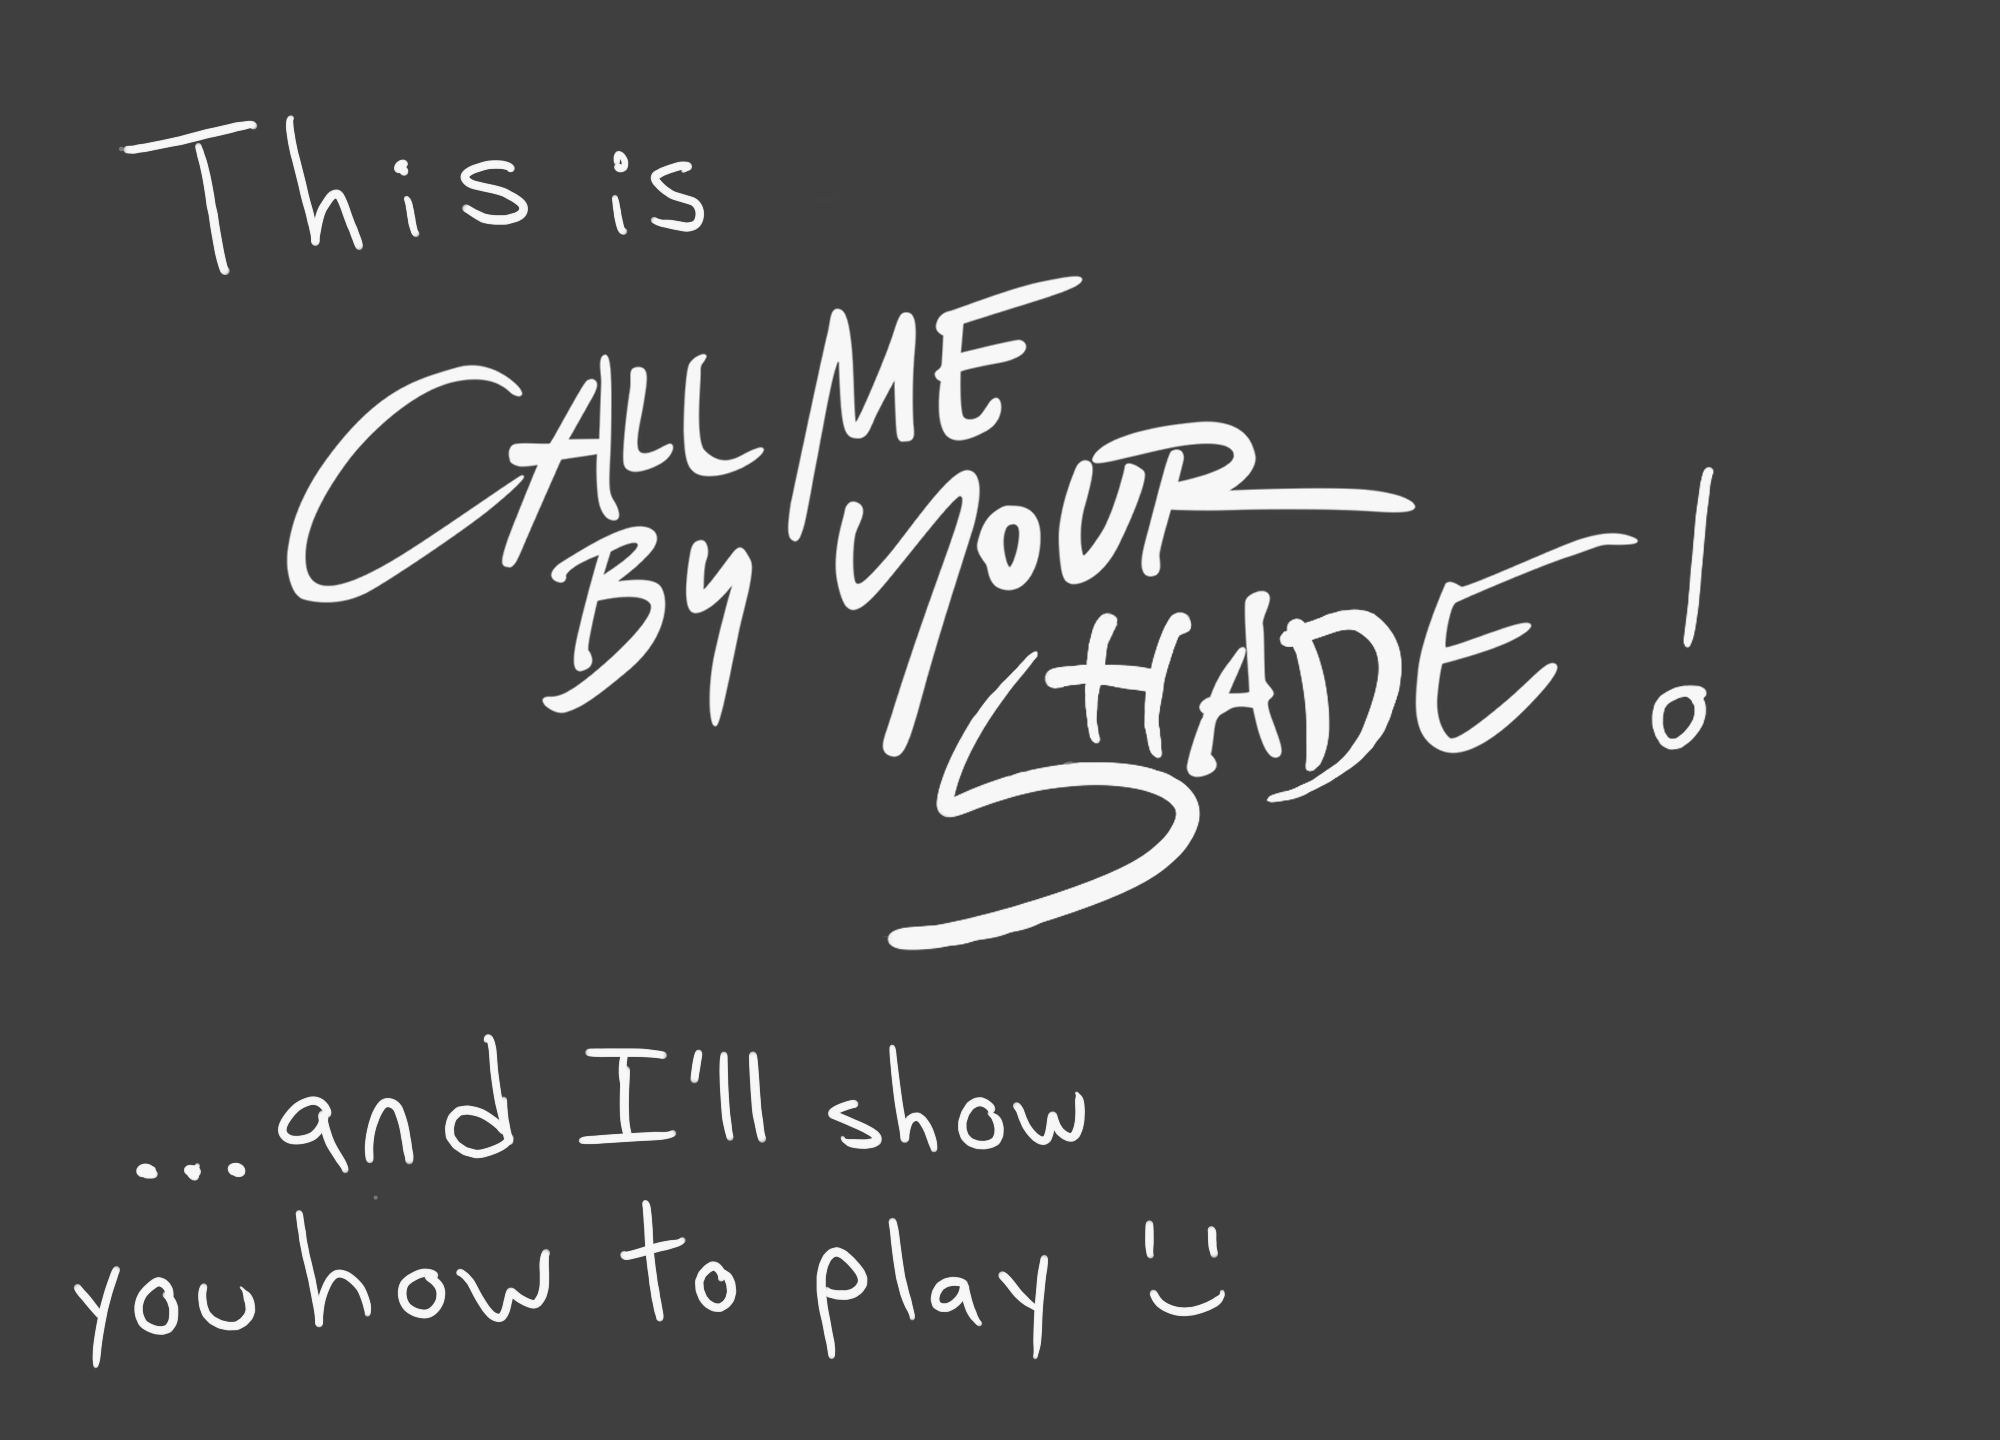 This is
CALL ME
BY YOUR
SHADE!
...and I'll show
you how to play :)